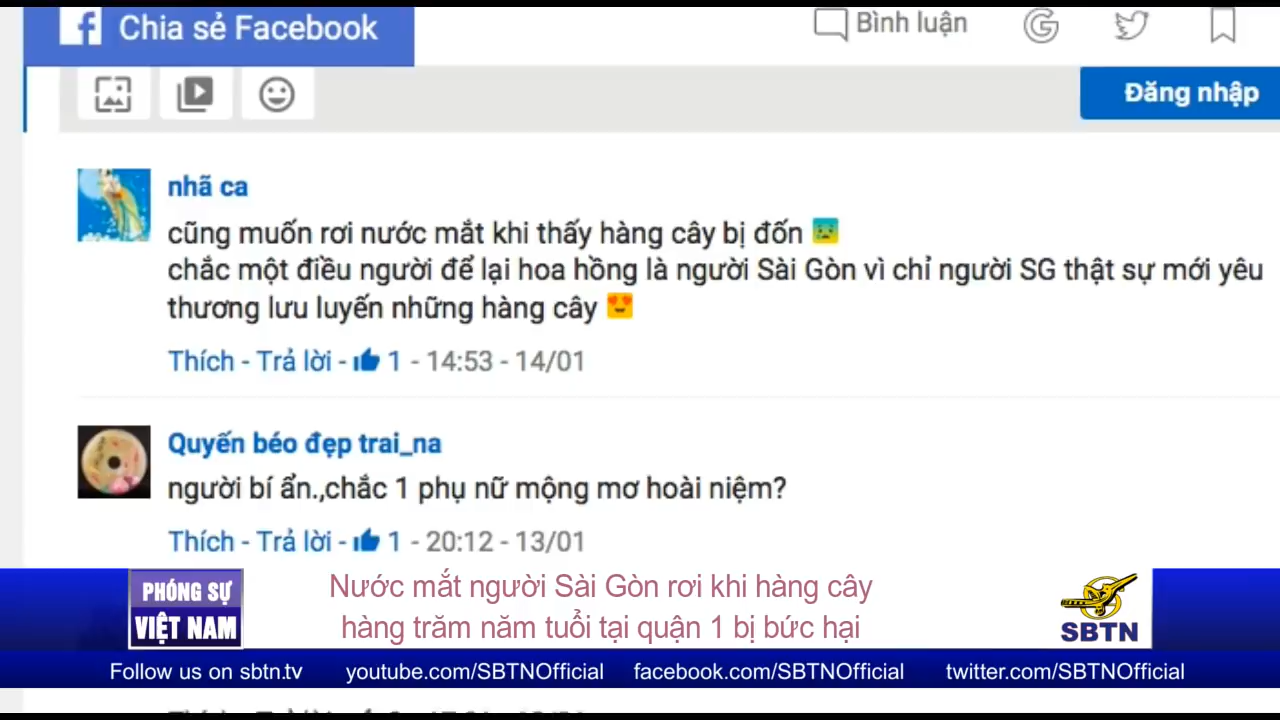 Chia sẻ Facebook
Bình luận
Đăng nhập
nhã ca
cũng muốn rơi nước mắt khi thấy hàng cây bị đốn
chắc một điều người để lại hoa hồng là người Sài Gòn vì chỉ người SG thật sự mới yêu
thương lưu luyến những hàng cây
Thích - Trả lời - 1 - 14:53 - 14/01
Quyến béo đẹp trai_na
người bí ẩn.,chắc 1 phụ nữ mộng mơ hoài niệm?
Thích - Trả lời - 1 - 20:12 - 13/01
PHÓNG SỰ
VIỆT NAM
Nước mắt người Sài Gòn rơi khi hàng cây
hàng trăm năm tuổi tại quận 1 bị bức hại
SBTN
Follow us on sbtn.tv youtube.com/SBTNOfficial facebook.com/SBTNOfficial twitter.com/SBTNOfficial